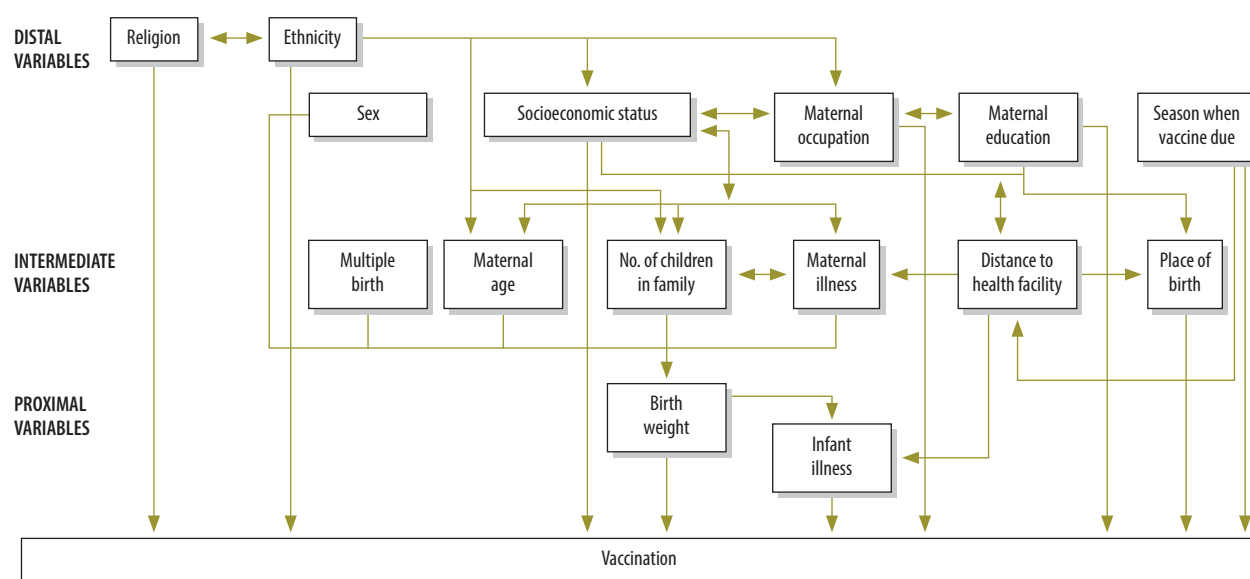 DISTAL
VARIABLES
Religion
Ethnicity
Sex
Socioeconomic status
Maternal
occupation
Maternal
education
Season when
vaccine due
INTERMEDIATE
VARIABLES
Multiple
birth
Maternal
age
No. of children
in family
Maternal
illness
Distance to
health facility
Place of
birth
PROXIMAL
VARIABLES
Birth
weight
Infant
illness
Vaccination